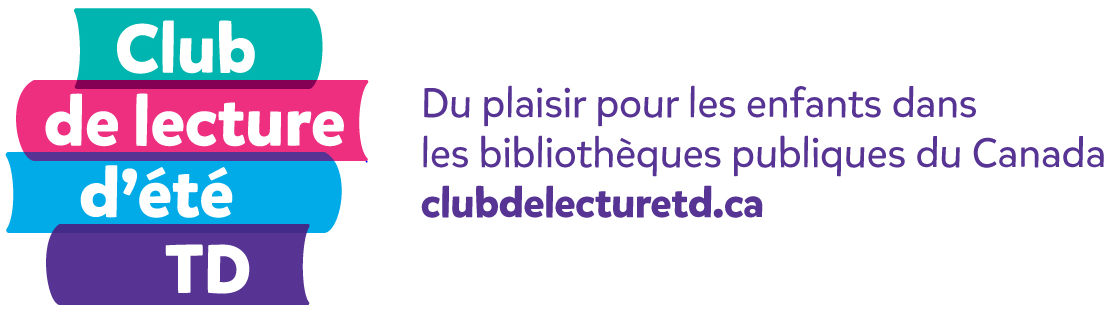 Club
de lecture
d'été
TD
Du plaisir pour les enfants dans
les bibliothèques publiques du Canada
clubdelecturetd.ca